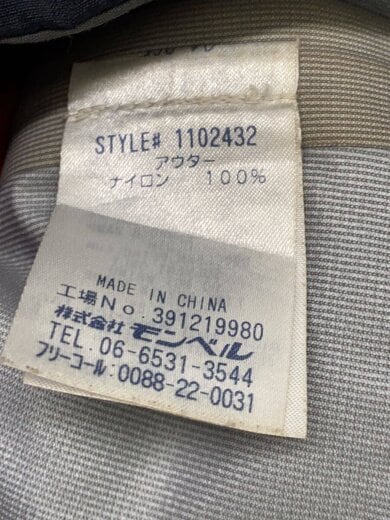 STYLE# 1102432
アウター
ナイロン 100%
MADE IN CHINA
工場No.391219980
株式会社 モンベル
TEL. 06-6531-3544
フリーコール: 0088-22-0031